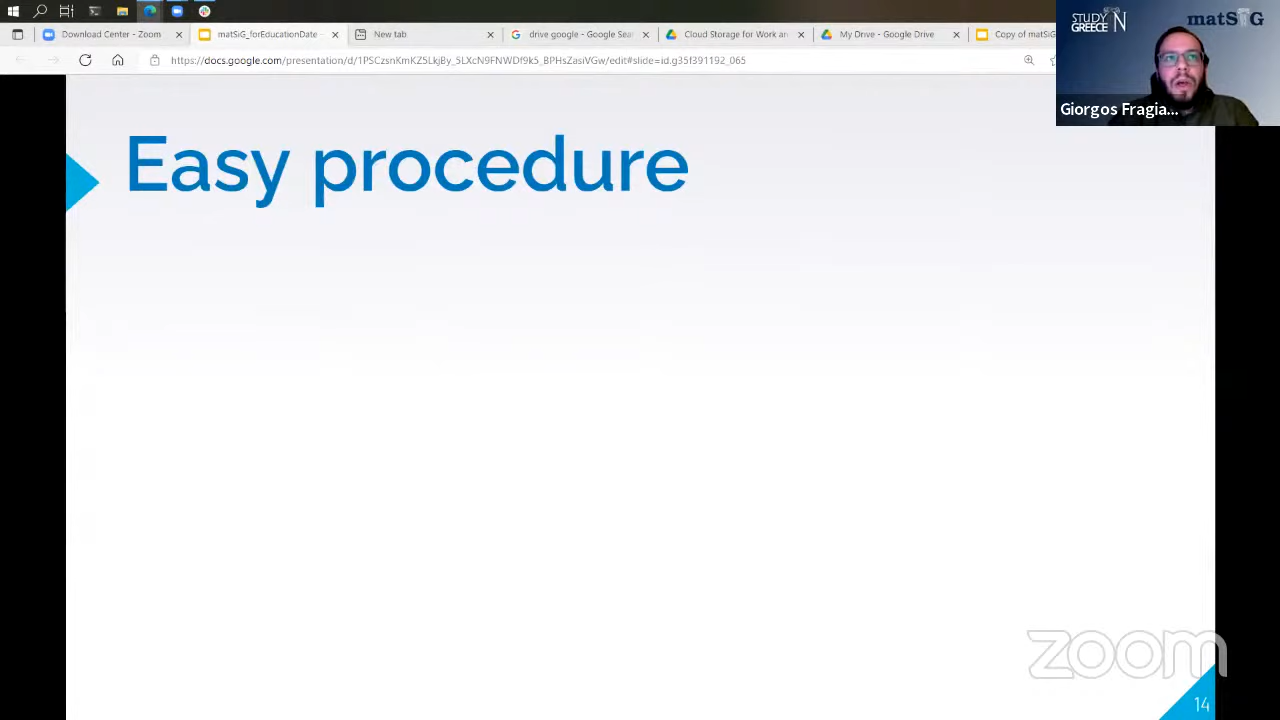 Download Center - Zoom
matSiG_forEducationDate -
New tab
drive google - Google Sear
Cloud Storage for Work an
My Drive - Google Drive
Copy of matSiG
https://docs.google.com/presentation/d/1PSCzsnKmKZ5LkjBy_5LXcN9FNWDf9k5_BPHsZasiVGw/edit#slide=id.g35f391192_065
STUDY IN
GREECE
matSiG
Giorgos Fragia...
Easy procedure
zoom
14